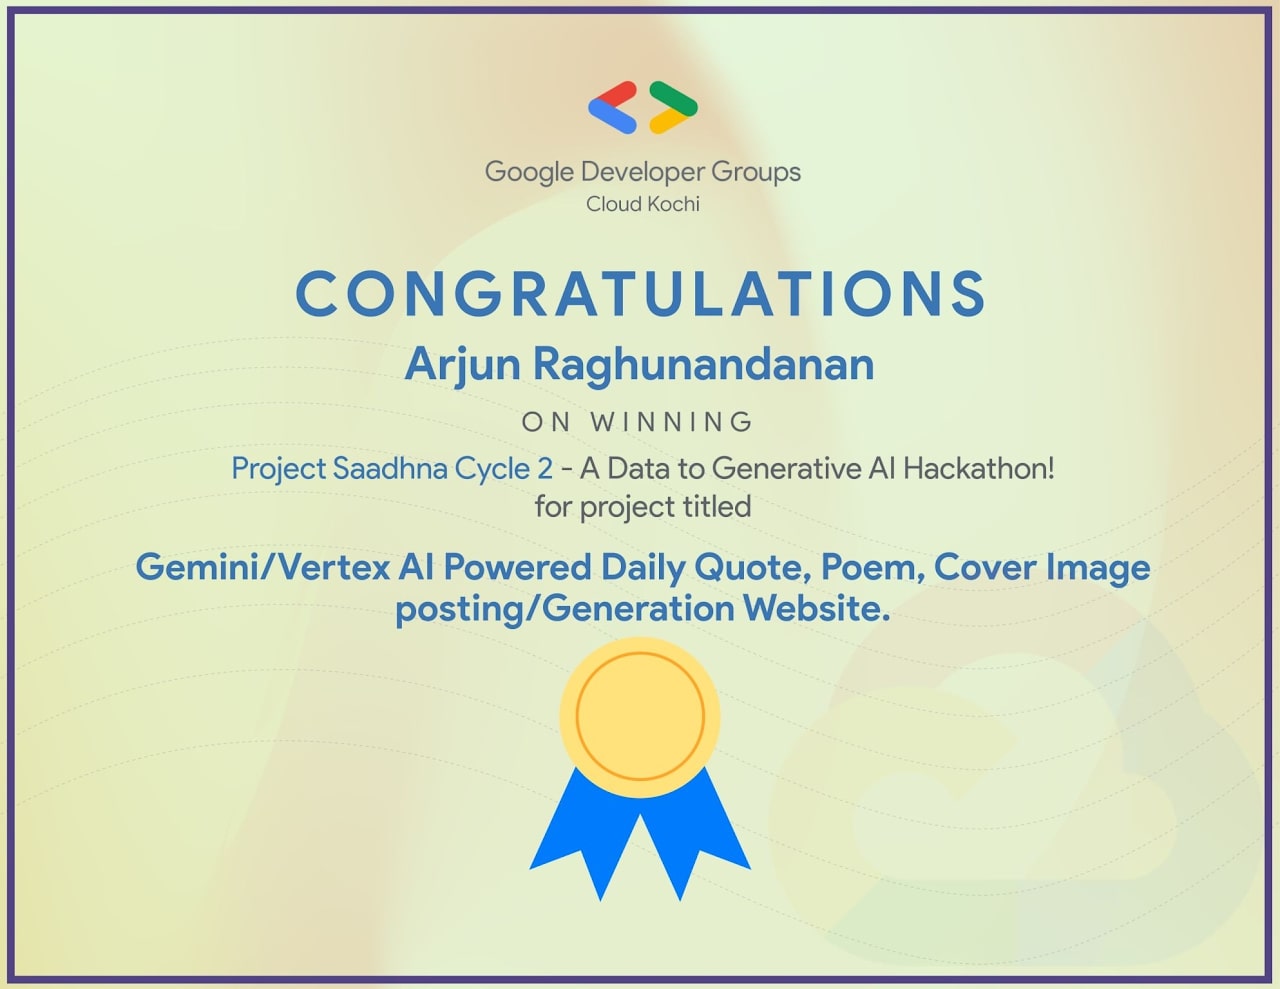 Google Developer Groups
Cloud Kochi
CONGRATULATIONS
Arjun Raghunandanan
ON WINNING
Project Saadhna Cycle 2 - A Data to Generative AI Hackathon!
for project titled
Gemini/Vertex AI Powered Daily Quote, Poem, Cover Image
posting/Generation Website.